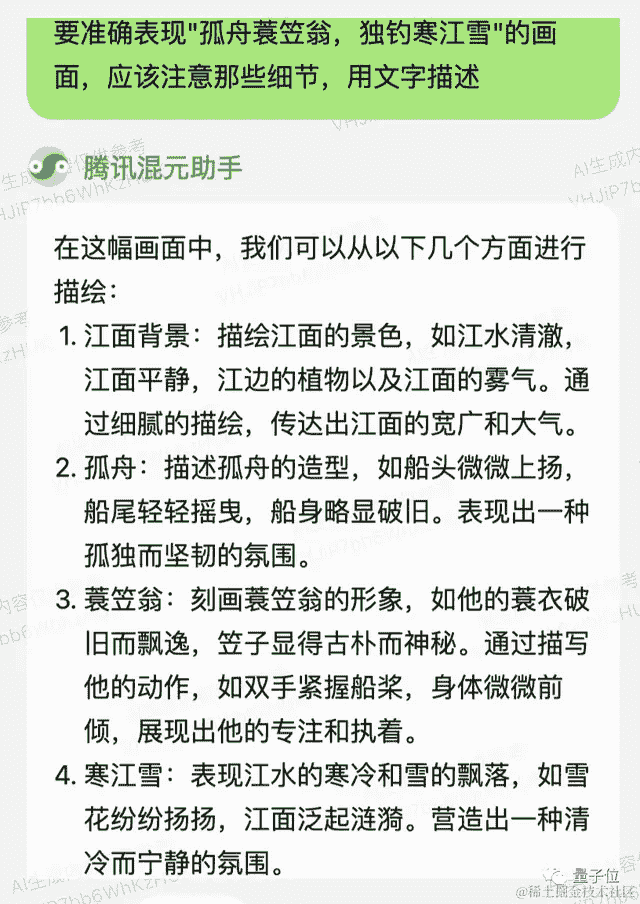 要准确表现"孤舟蓑笠翁，独钓寒江雪"的画
面，应该注意那些细节，用文字描述
腾讯混元助手
在这幅画面中，我们可以从以下几个方面进行
描绘：
1. 江面背景：描绘江面的景色，如江水清澈，
江面平静，江边的植物以及江面的雾气。通
过细腻的描绘，传达出江面的宽广和大气。
2. 孤舟：描述孤舟的造型，如船头微微上扬，
船尾轻轻摇曳，船身略显破旧。表现出一种
孤独而坚韧的氛围。
3. 蓑笠翁：刻画蓑笠翁的形象，如他的蓑衣破
旧而飘逸，笠子显得古朴而神秘。通过描写
他的动作，如双手紧握船桨，身体微微前
倾，展现出他的专注和执着。
4. 寒江雪：表现江水的寒冷和雪的飘落，如雪
花纷纷扬扬，江面泛起涟漪。营造出一种清
冷而宁静的氛围。
量子位
@稀土掘金技术社区